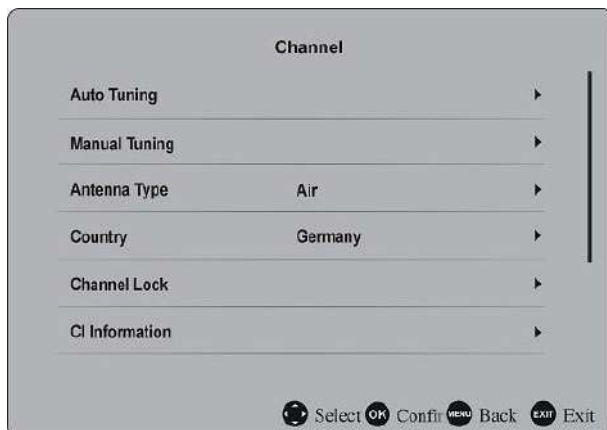 Channel
Auto Tuning
Manual Tuning
Antenna Type Air
Country Germany
Channel Lock
CI Information
Select OK Confir MENU Back EXIT Exit